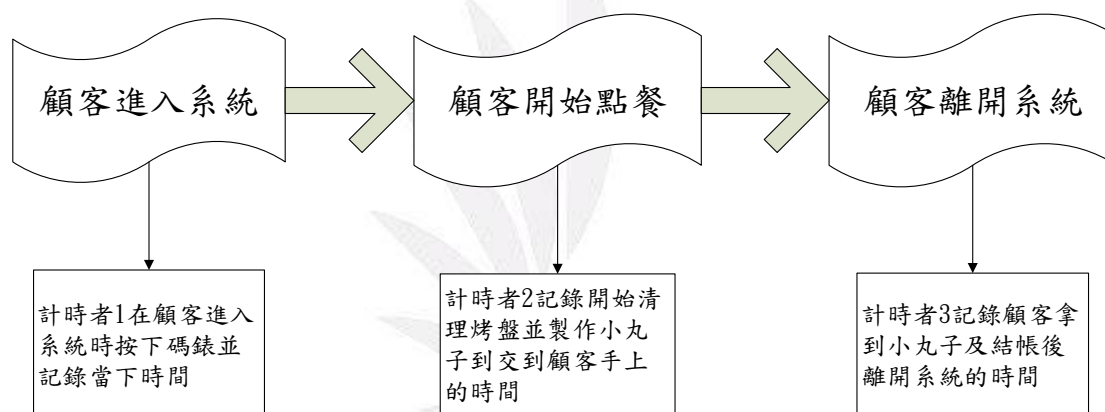 顧客進入系統
顧客開始點餐
顧客離開系統
計時者1在顧客進入
系統時按下碼錶並
記錄當下時間
計時者2記錄開始清
理烤盤並製作小丸
子到交到顧客手上
的時間
計時者3記錄顧客拿
到小丸子及結帳後
離開系統的時間